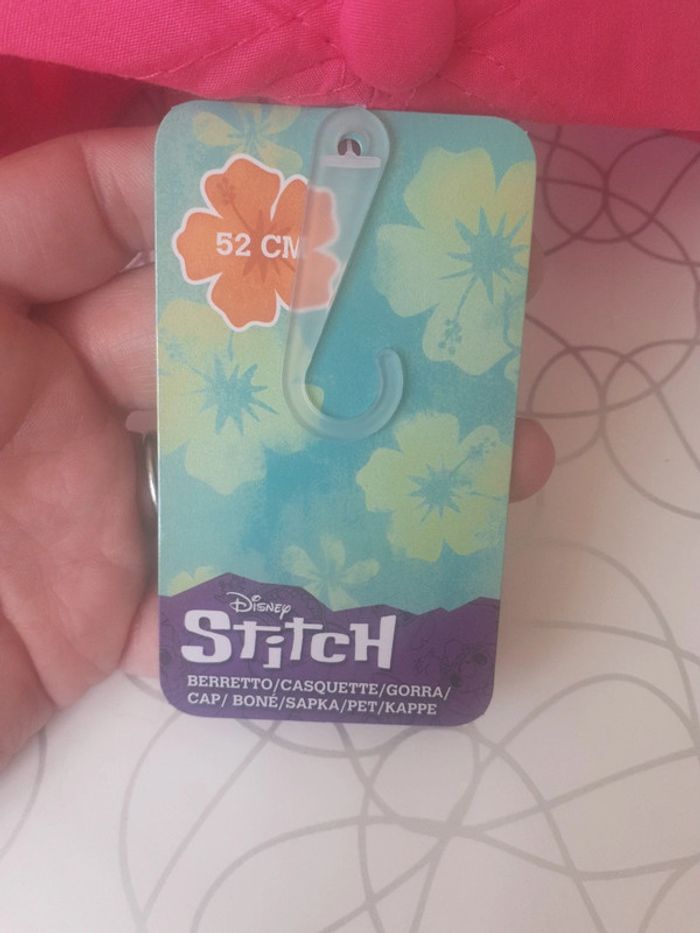 52 CM
Disney
Stitch
BERRETTO/CASQUETTE/GORRA/
CAP/ BONÉ/SAPKA/PET/KAPPE